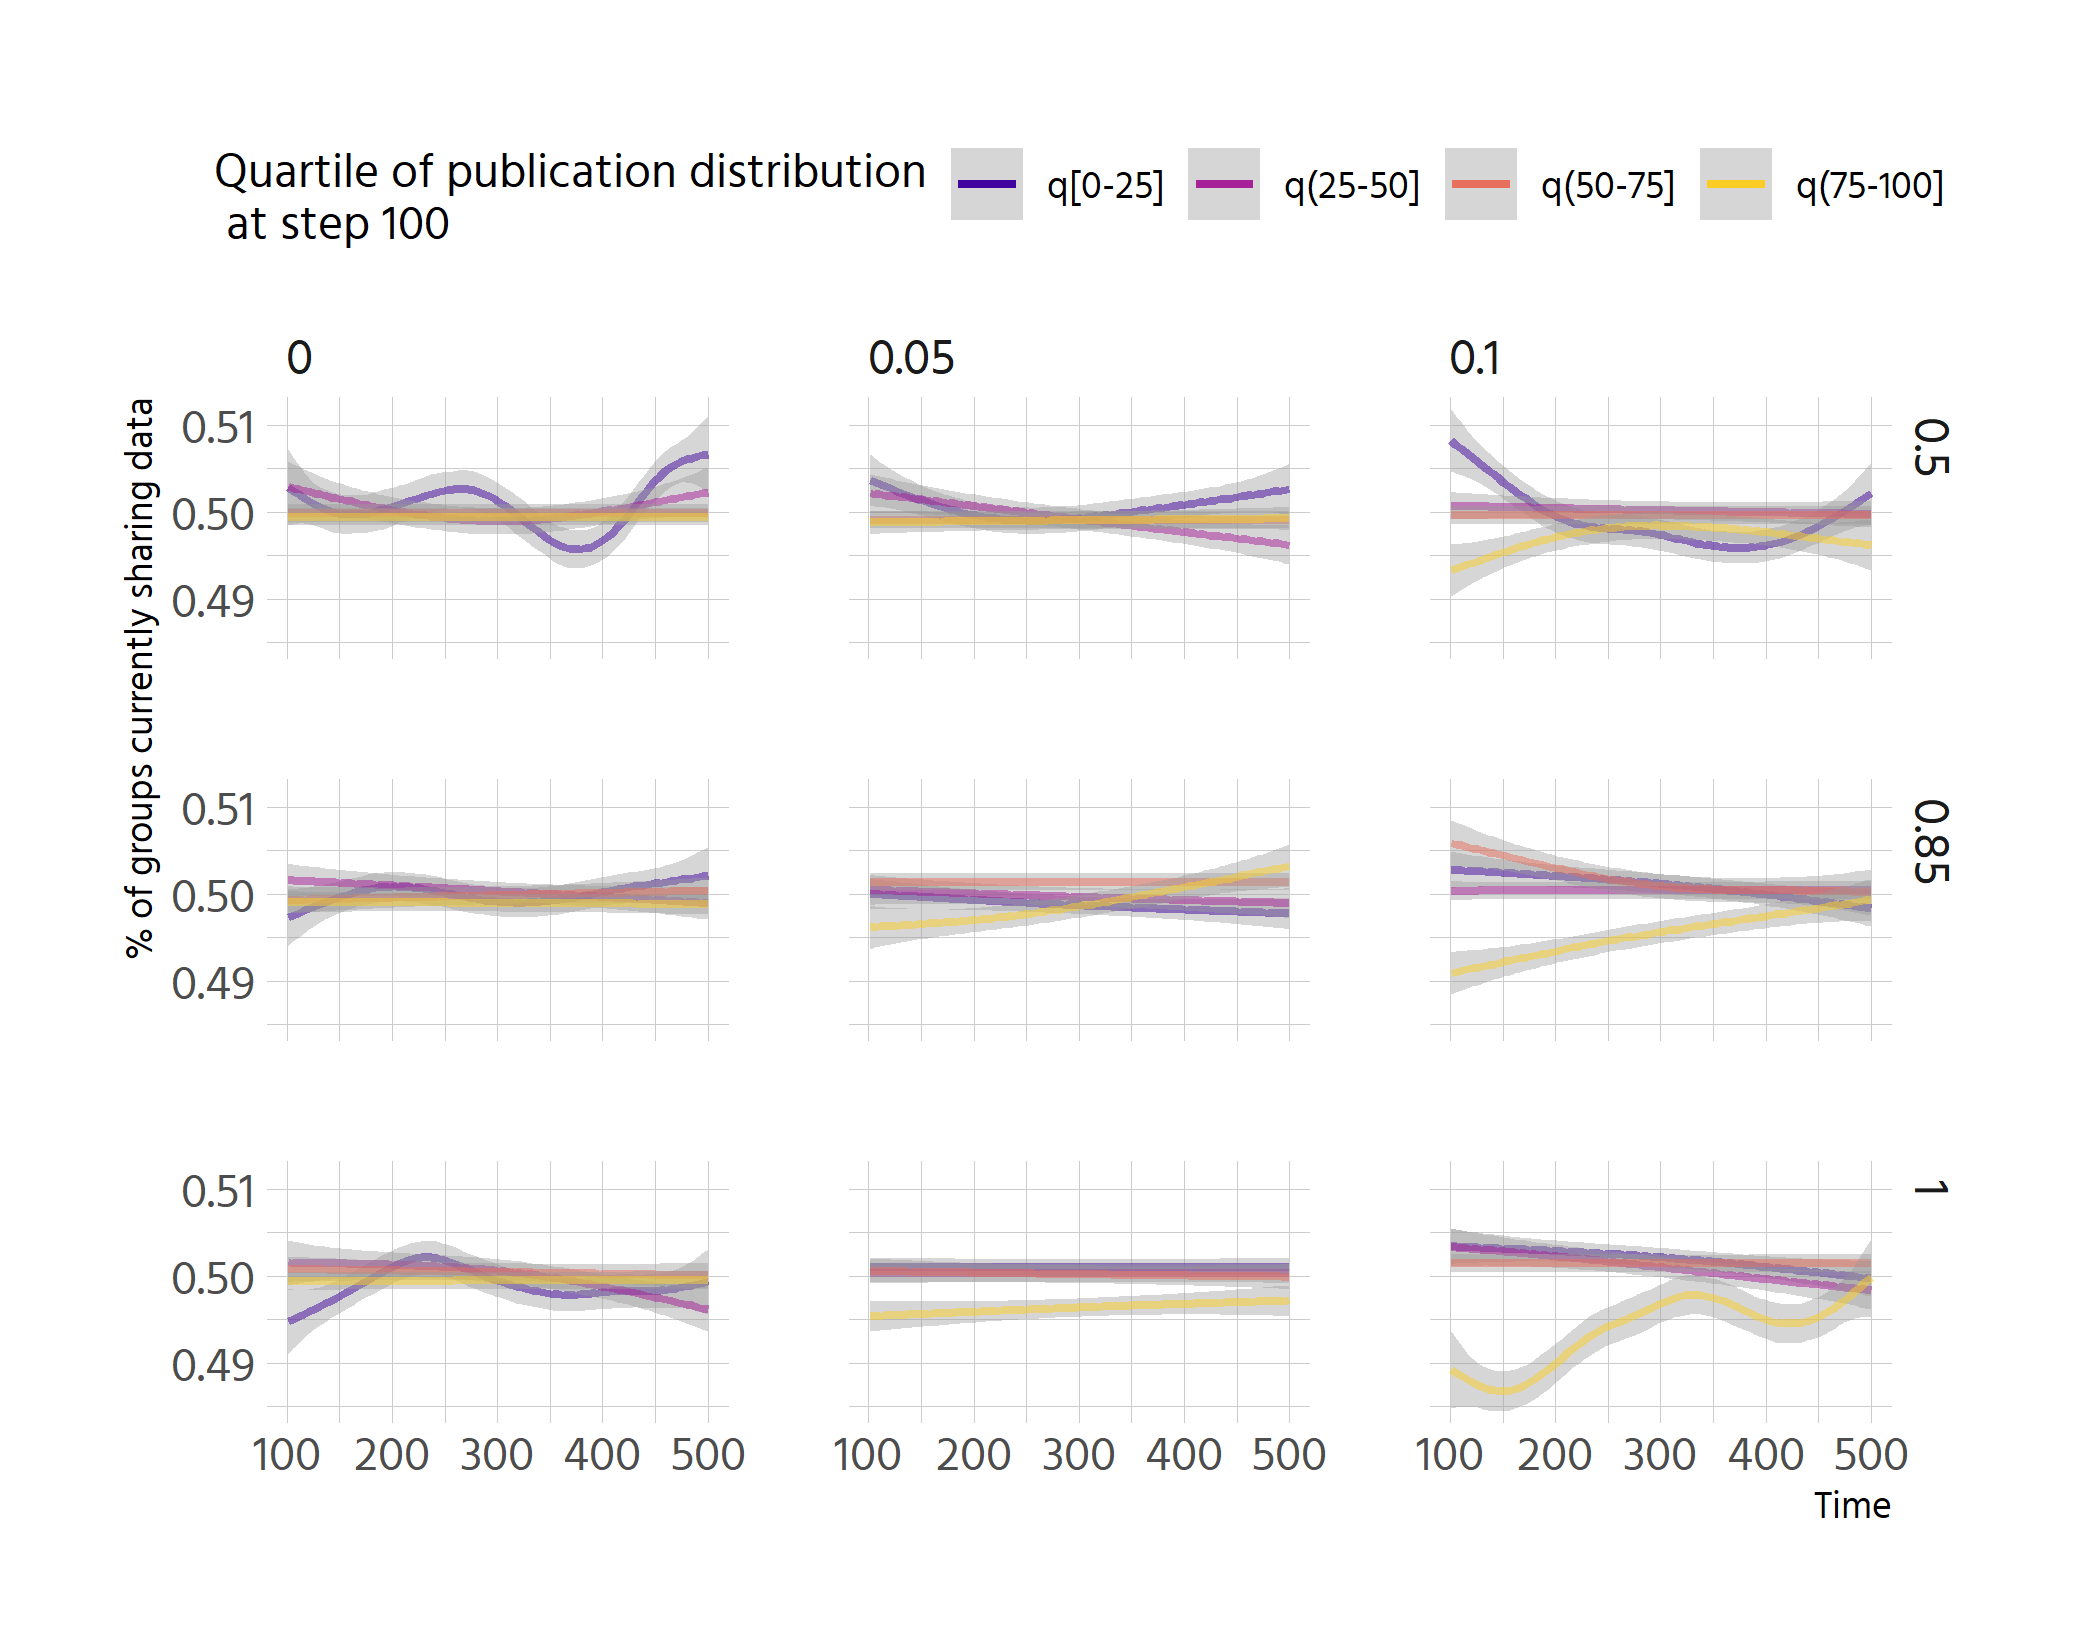 Quartile of publication distribution
at step 100
q[0-25]
q(25-50]
q(50-75]
q(75-100]
0
0.05
0.1
% of groups currently sharing data
0.51
0.50
0.49
0.5
0.51
0.50
0.49
0.85
0.51
0.50
0.49
1
100 200 300 400 500
100 200 300 400 500
100 200 300 400 500
Time